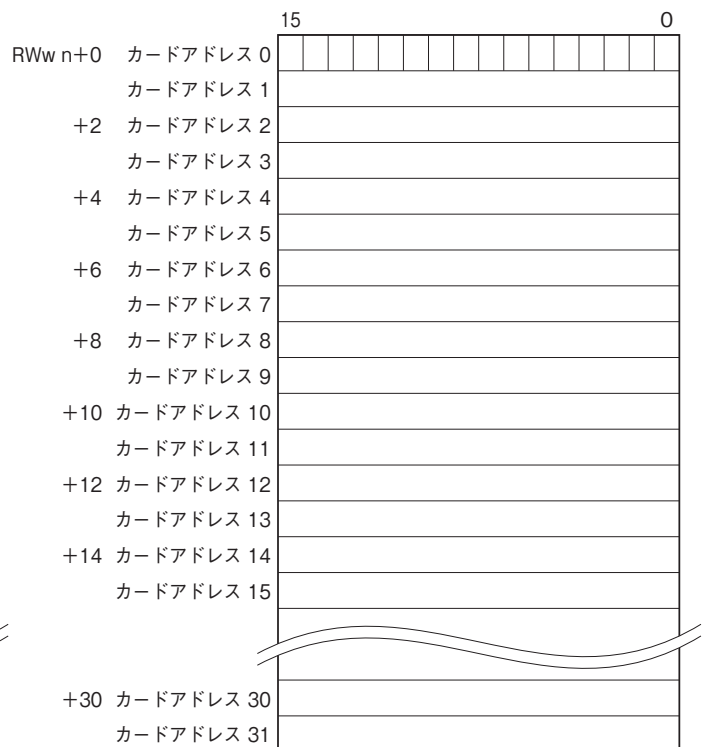 15 0
RWw n+0 カードアドレス 0
カードアドレス 1
+2 カードアドレス 2
カードアドレス 3
+4 カードアドレス 4
カードアドレス 5
+6 カードアドレス 6
カードアドレス 7
+8 カードアドレス 8
カードアドレス 9
+10 カードアドレス 10
カードアドレス 11
+12 カードアドレス 12
カードアドレス 13
+14 カードアドレス 14
カードアドレス 15
+30 カードアドレス 30
カードアドレス 31